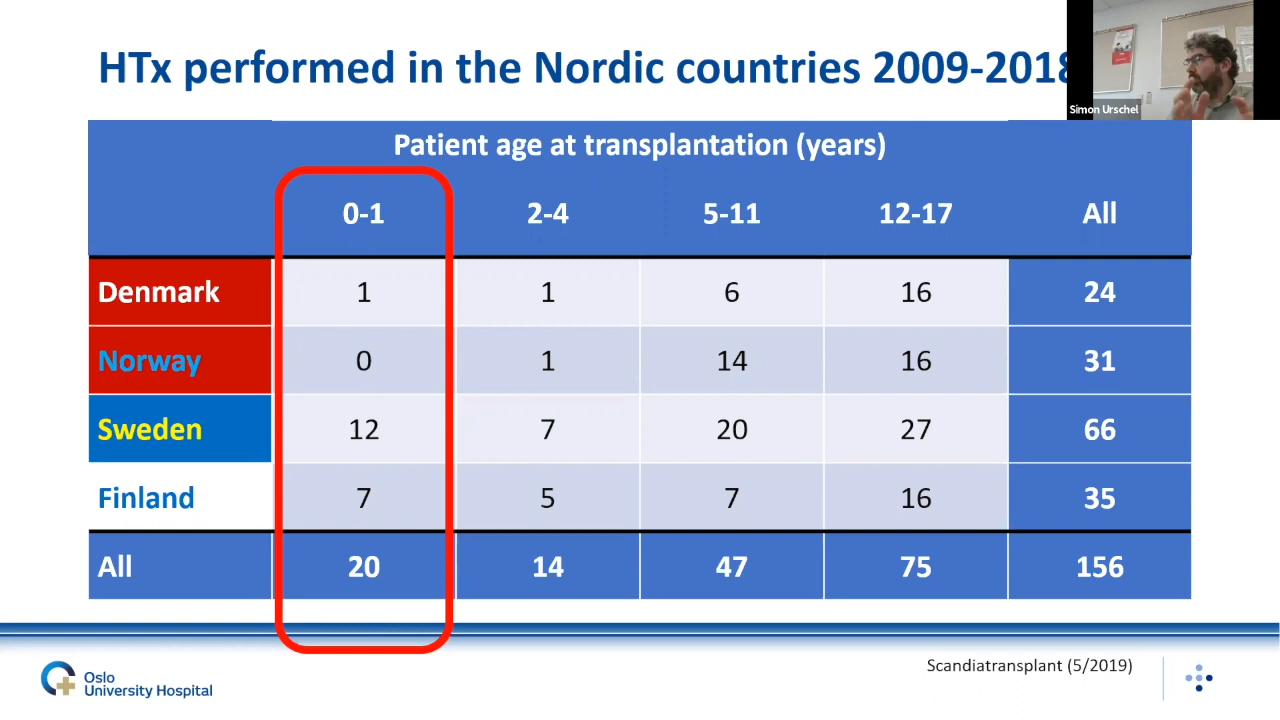 HTx performed in the Nordic countries 2009-2018
Simon Urschel
Patient age at transplantation (years)
0-1 2-4 5-11 12-17 All
Denmark 1 1 6 16 24
Norway 0 1 14 16 31
Sweden 12 7 20 27 66
Finland 7 5 7 16 35
All 20 14 47 75 156
Oslo
University Hospital
Scandiatransplant (5/2019)